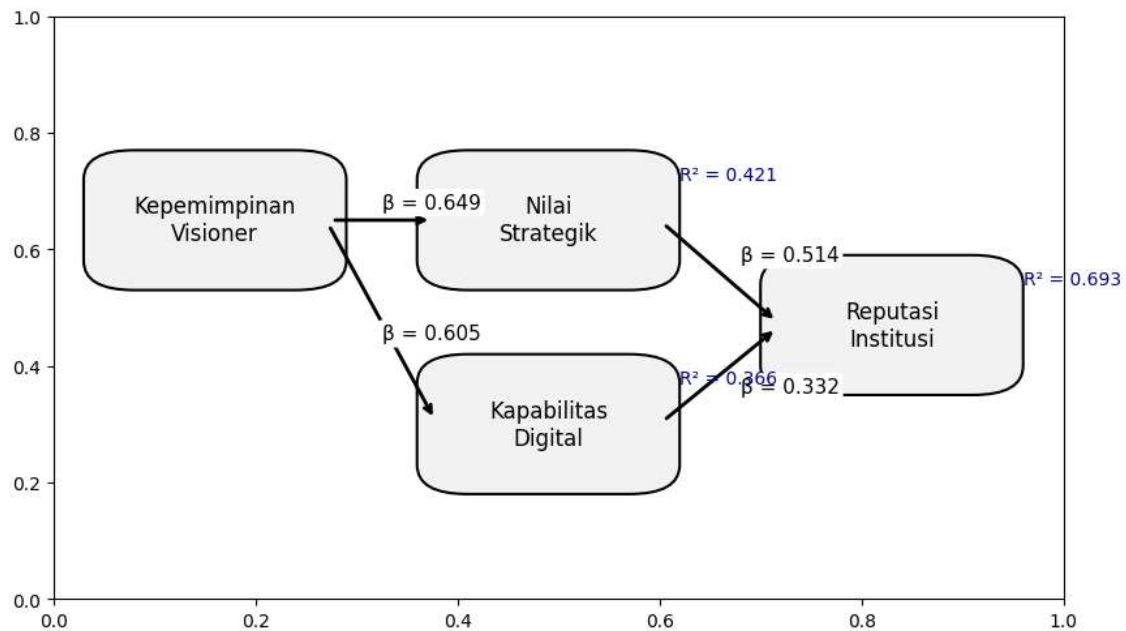 1.0
0.8
0.6
0.4
0.2
0.0
0.0 0.2 0.4 0.6 0.8 1.0
Kepemimpinan
Visioner
β = 0.649
Nilai
Strategik
R² = 0.421
β = 0.605
Kapabilitas
Digital
R² = 0.366
β = 0.514
β = 0.332
Reputasi
Institusi
R² = 0.693